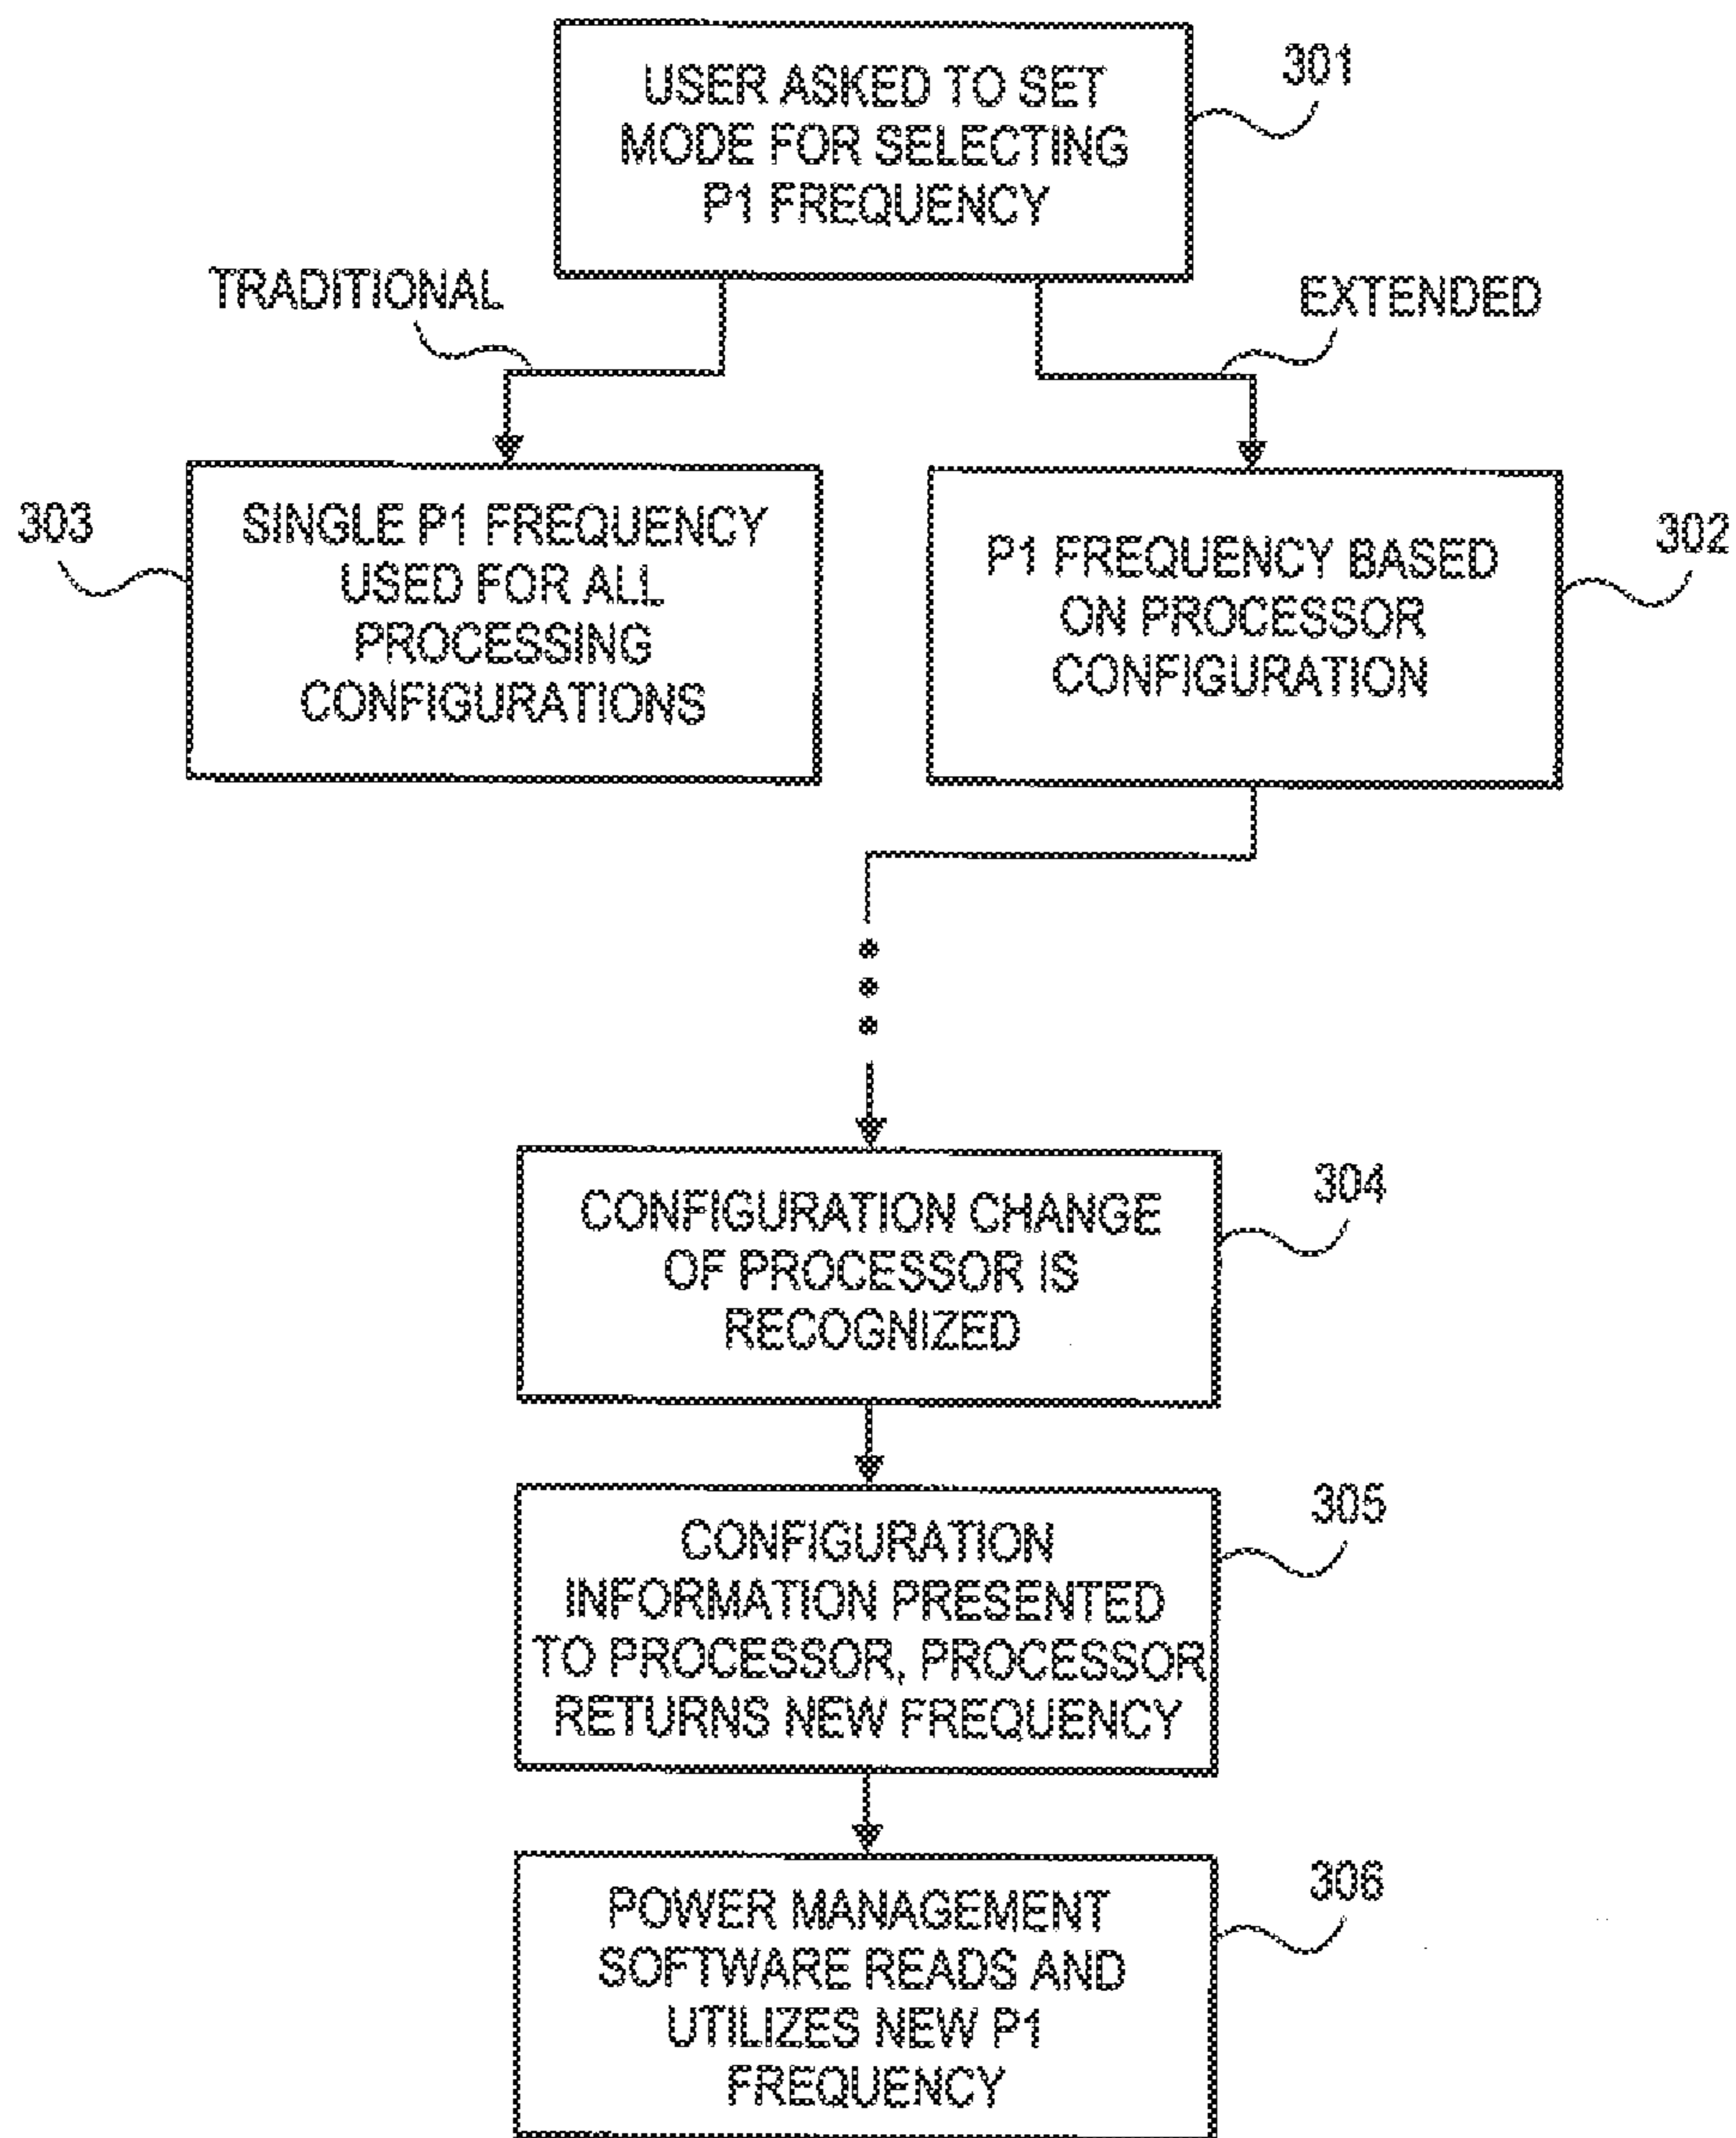 USER ASKED TO SET
MODE FOR SELECTING
P1 FREQUENCY
301
TRADITIONAL
EXTENDED
303
SINGLE P1 FREQUENCY
USED FOR ALL
PROCESSING
CONFIGURATIONS
P1 FREQUENCY BASED
ON PROCESSOR
CONFIGURATION
302
CONFIGURATION CHANGE
OF PROCESSOR IS
RECOGNIZED
304
CONFIGURATION
INFORMATION PRESENTED
TO PROCESSOR, PROCESSOR
RETURNS NEW FREQUENCY
305
POWER MANAGEMENT
SOFTWARE READS AND
UTILIZES NEW P1
FREQUENCY
306